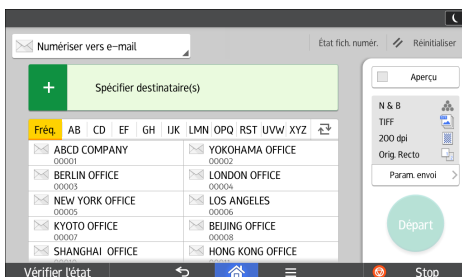 Numériser vers e-mail
État fich. numér.
Réinitialiser
+ Spécifier destinataire(s)
Aperçu
Fréq. AB CD EF GH IJK LMN OPQ RST UVW XYZ
ABCD COMPANY
00001
YOKOHAMA OFFICE
00002
BERLIN OFFICE
00003
LONDON OFFICE
00004
NEW YORK OFFICE
00005
LOS ANGELES
00006
KYOTO OFFICE
00007
BEIJING OFFICE
00008
SHANGHAI OFFICE
HONG KONG OFFICE
N & B
TIFF
200 dpi
Orig. Recto
Param. envoi
Départ
Vérifier l'état
Stop